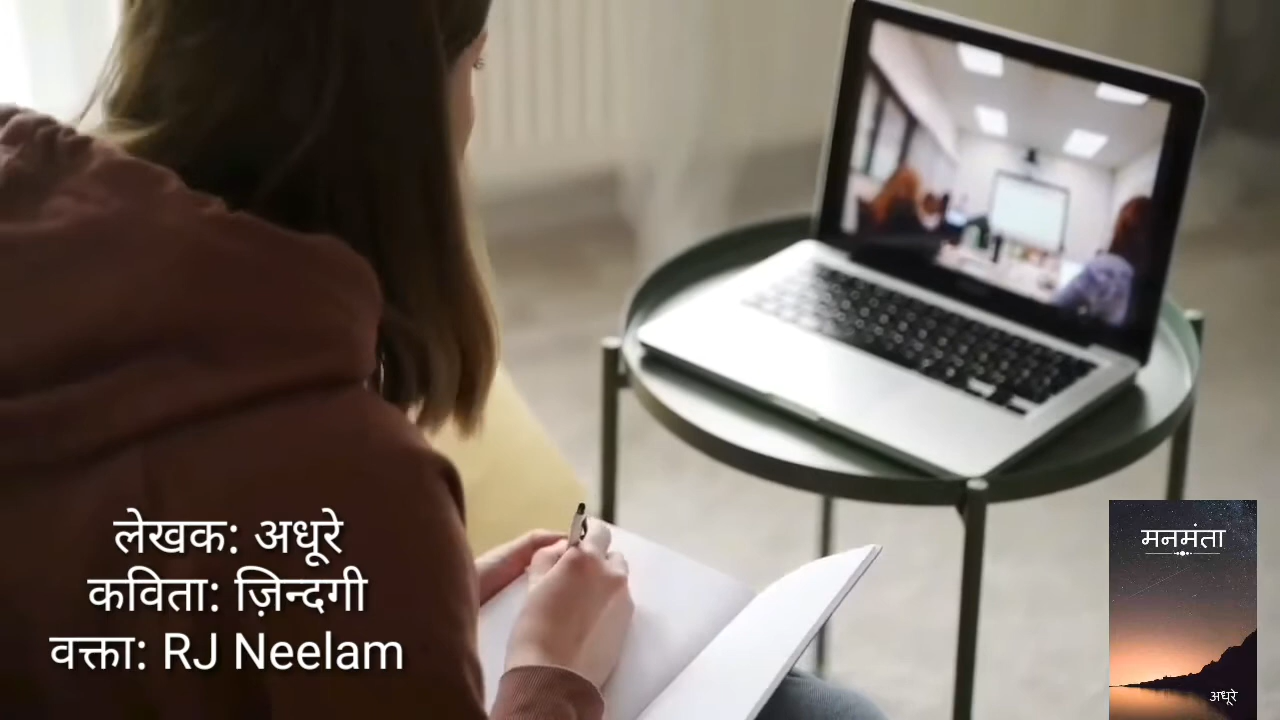 लेखक: अधूरे
कविता: ज़िन्दगी
वक्ता: RJ Neelam
मनमंता
अधूरे